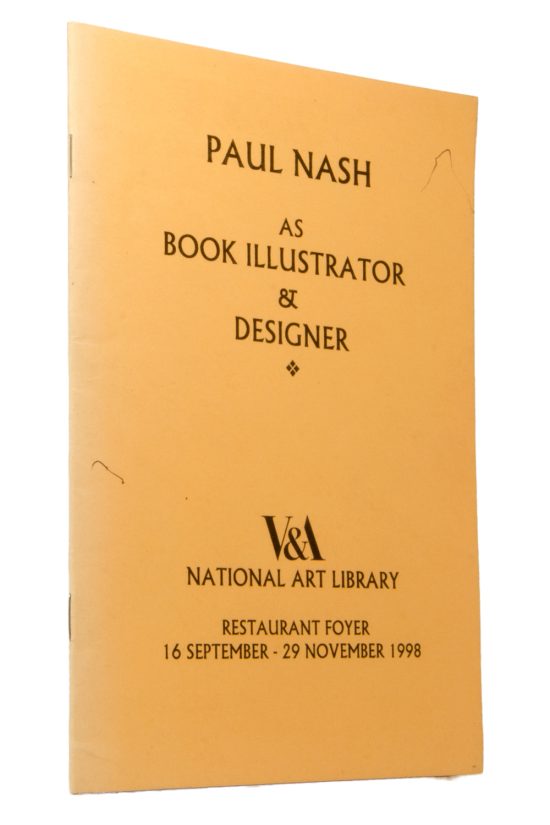 PAUL NASH
AS
BOOK ILLUSTRATOR
&
DESIGNER
V&A
NATIONAL ART LIBRARY
RESTAURANT FOYER
16 SEPTEMBER - 29 NOVEMBER 1998